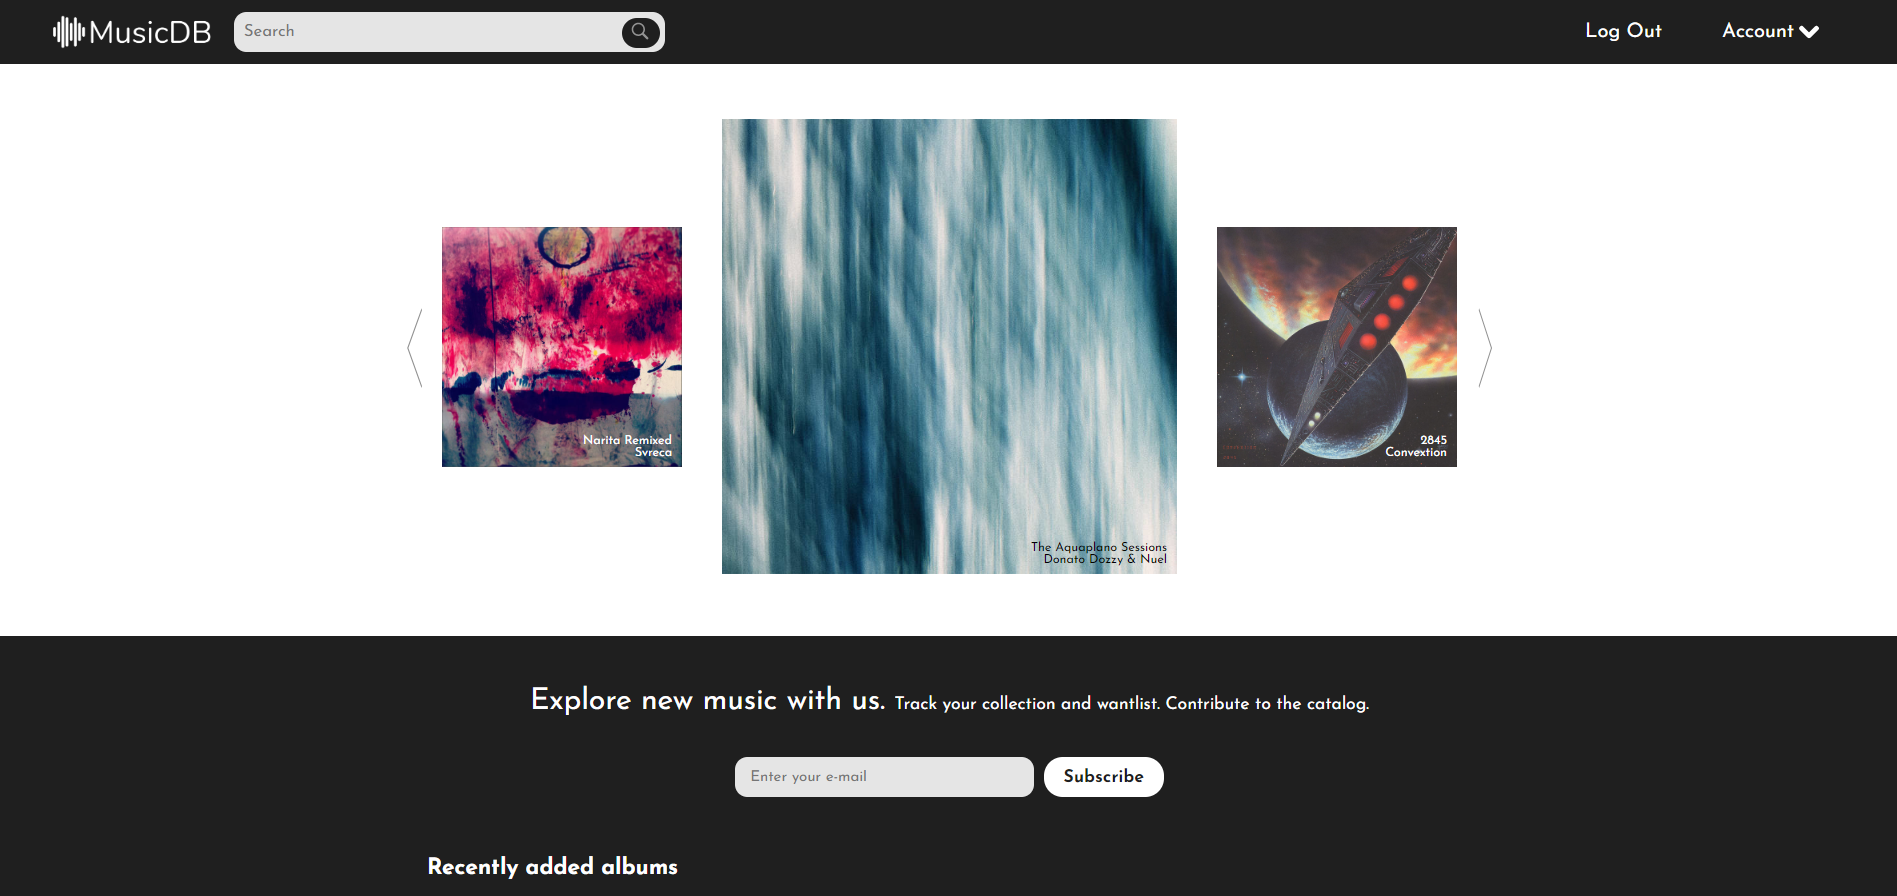 MusicDB
Search
Log Out
Account
Narita Remixed
Svreca
The Aquaplano Sessions
Donato Dozzy & Nuel
2845
Convextion
Explore new music with us. Track your collection and wantlist. Contribute to the catalog.
Enter your e-mail
Subscribe
Recently added albums